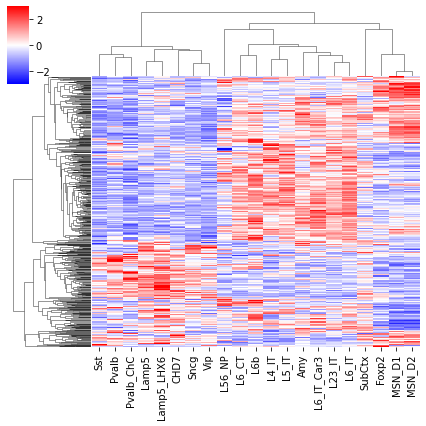 2
0
−2
Sst
Pvalb
Pvalb_ChC
Lamp5
Lamp5_LHX6
CHD7
Sncg
Vip
L56_NP
L6_CT
L6b
L4_IT
L5_IT
Amy
L6_IT_Car3
L23_IT
L6_IT
SubCtx
Foxp2
MSN_D1
MSN_D2